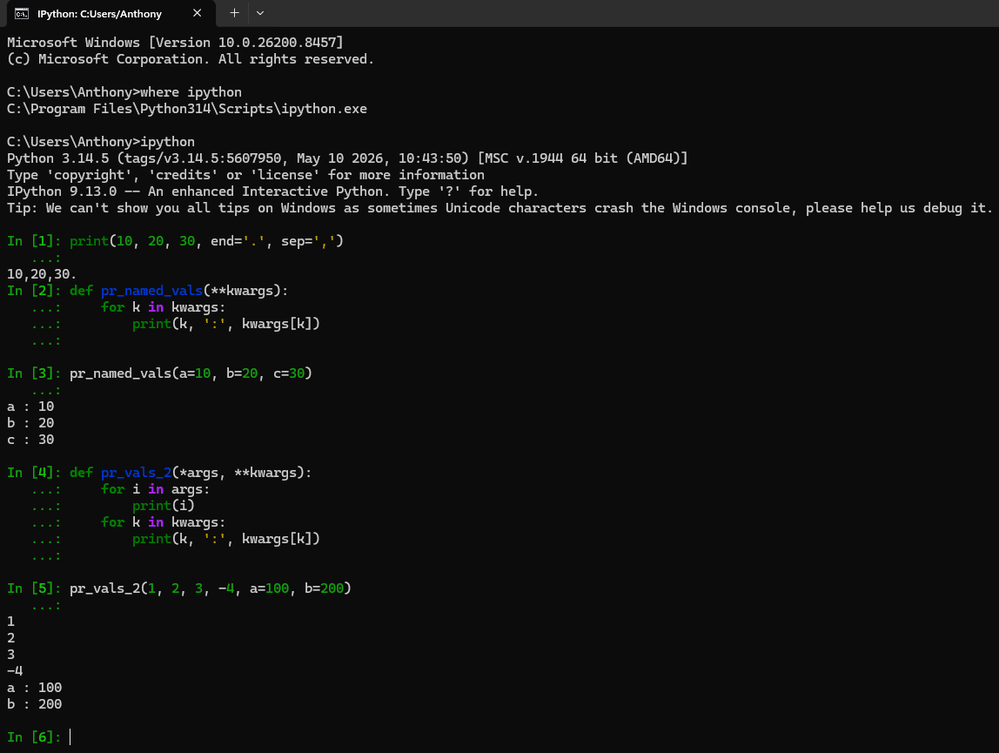 IPython: C:Users/Anthony
Microsoft Windows [Version 10.0.26200.8457]
(c) Microsoft Corporation. All rights reserved.
C:\Users\Anthony>where ipython
C:\Program Files\Python314\Scripts\ipython.exe
C:\Users\Anthony>ipython
Python 3.14.5 (tags/v3.14.5:5607950, May 10 2026, 10:43:50) [MSC v.1944 64 bit (AMD64)]
Type 'copyright', 'credits' or 'license' for more information
IPython 9.13.0 -- An enhanced Interactive Python. Type '?' for help.
Tip: We can't show you all tips on Windows as sometimes Unicode characters crash the Windows console, please help us debug it.
In [1]: print(10, 20, 30, end='.', sep=',')
   ...:
10,20,30.
In [2]: def pr_named_vals(**kwargs):
   ...:     for k in kwargs:
   ...:         print(k, ':', kwargs[k])
   ...:
In [3]: pr_named_vals(a=10, b=20, c=30)
   ...:
a : 10
b : 20
c : 30
In [4]: def pr_vals_2(*args, **kwargs):
   ...:     for i in args:
   ...:         print(i)
   ...:     for k in kwargs:
   ...:         print(k, ':', kwargs[k])
   ...:
In [5]: pr_vals_2(1, 2, 3, -4, a=100, b=200)
   ...:
1
2
3
-4
a : 100
b : 200
In [6]: